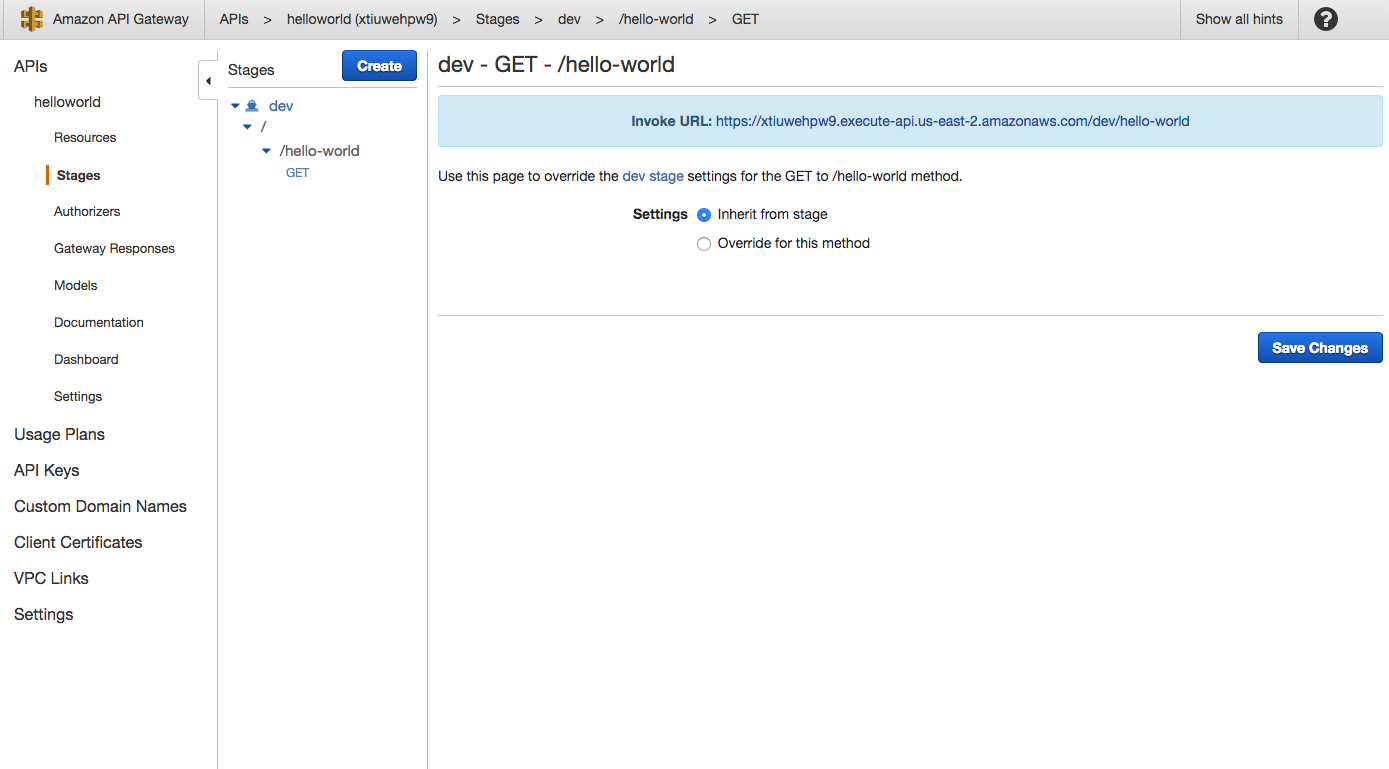 Amazon API Gateway
APIs > helloworld (xtiuwehpw9) > Stages > dev > /hello-world > GET
Show all hints
?
APIs
helloworld
Resources
Stages
Authorizers
Gateway Responses
Models
Documentation
Dashboard
Settings
Usage Plans
API Keys
Custom Domain Names
Client Certificates
VPC Links
Settings
Stages
Create
dev
/
/hello-world
GET
dev - GET - /hello-world
Invoke URL: https://xtiuwehpw9.execute-api.us-east-2.amazonaws.com/dev/hello-world
Use this page to override the dev stage settings for the GET to /hello-world method.
Settings Inherit from stage
Override for this method
Save Changes